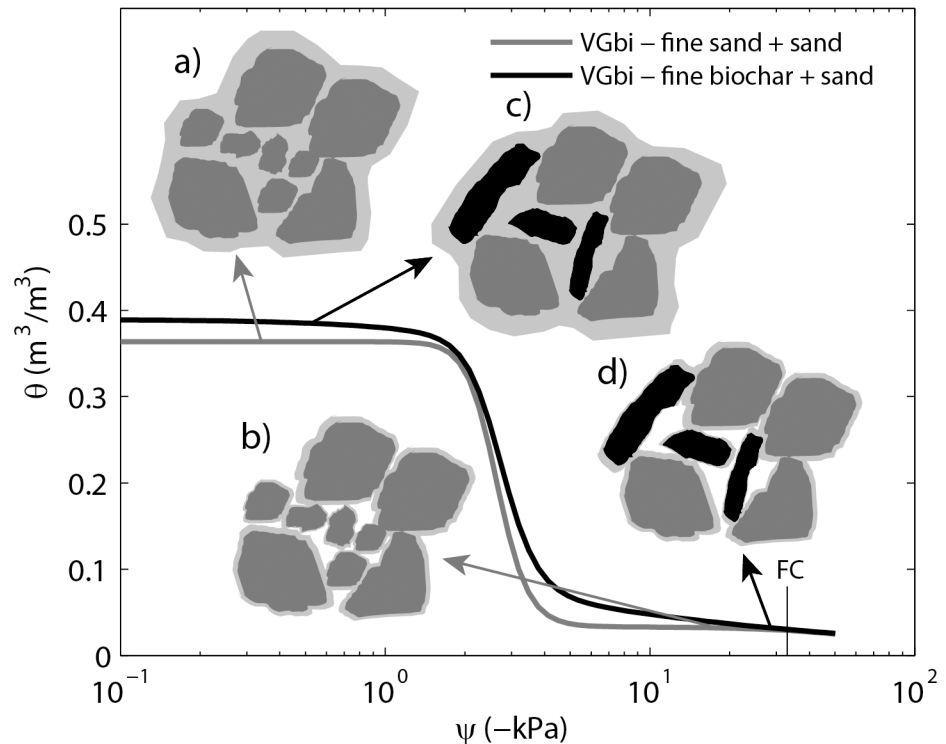 VGbi – fine sand + sand
VGbi – fine biochar + sand
a)
c)
b)
d)
FC
θ (m³/m³)
0.5
0.4
0.3
0.2
0.1
0
10⁻¹ 10⁰ 10¹ 10²
ψ (−kPa)